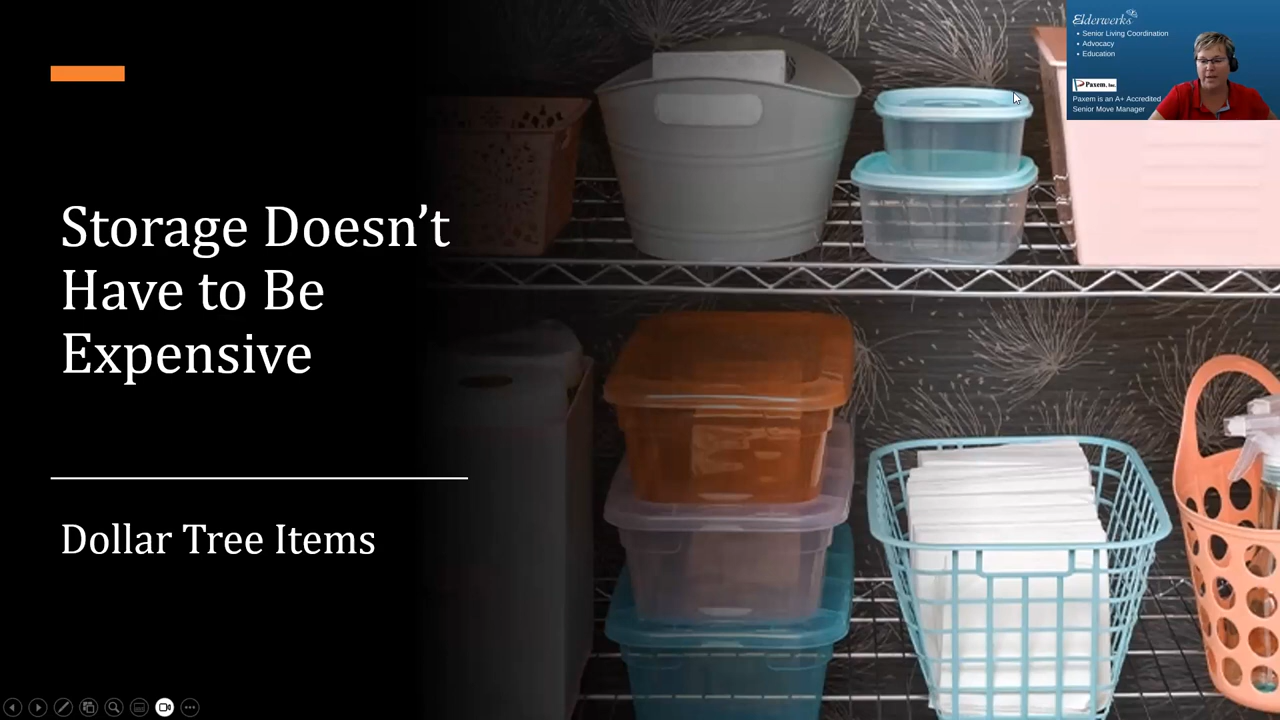 Storage Doesn’t
Have to Be
Expensive
Dollar Tree Items
Elderwerks
• Senior Living Coordination
• Advocacy
• Education
Paxem, Inc.
Paxem is an A+ Accredited
Senior Move Manager